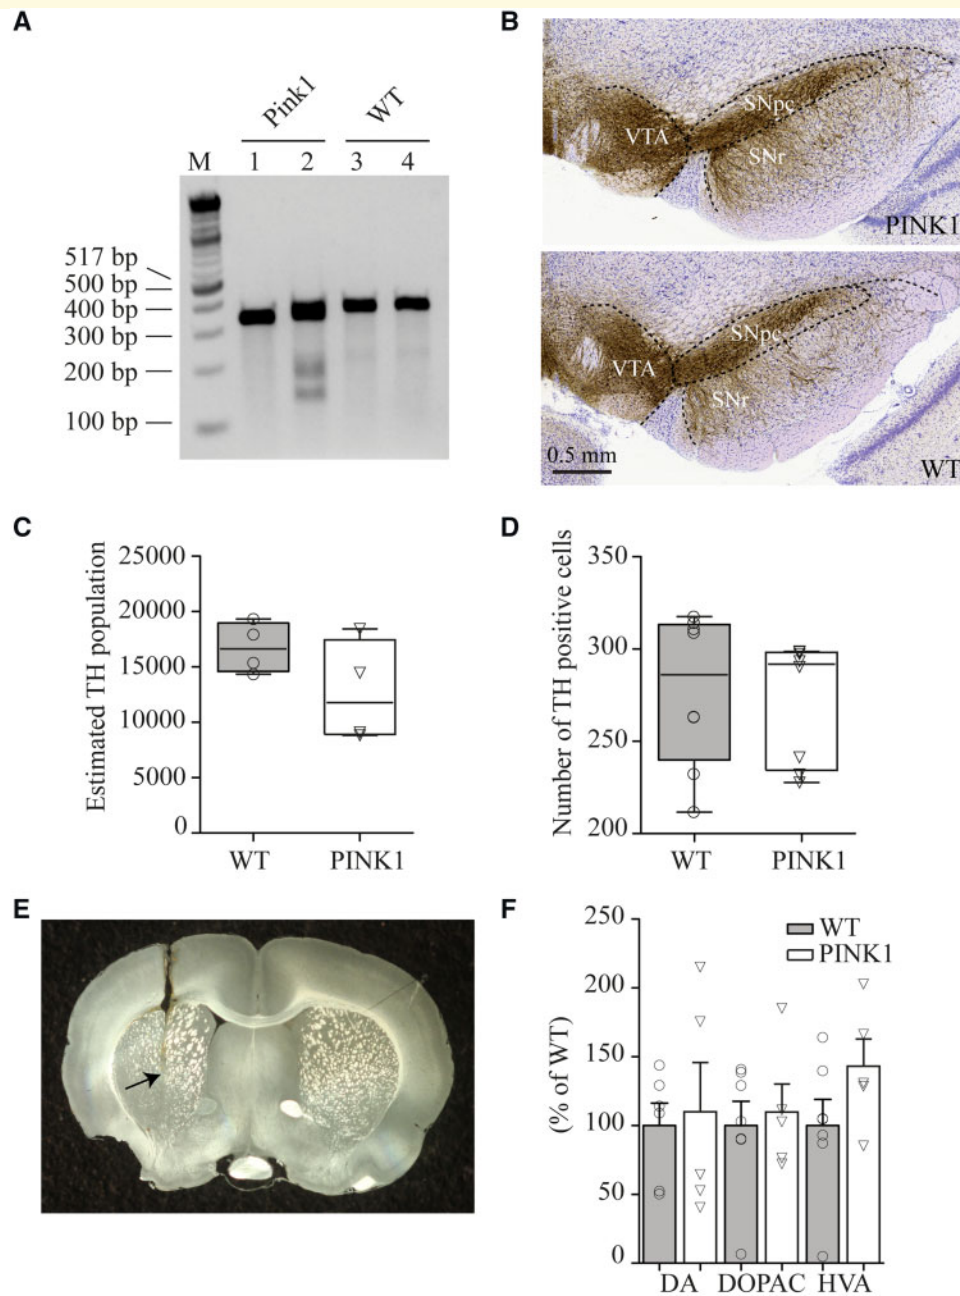 A
Pink1 WT
M 1 2 3 4
517 bp
500 bp
400 bp
300 bp
200 bp
100 bp
B
VTA
SNpc
SNr
PINK1
VTA
SNpc
SNr
0.5 mm
WT
C
Estimated TH population
25000
20000
15000
10000
5000
0
WT PINK1
D
Number of TH positive cells
350
300
250
200
WT PINK1
E
F
(% of WT)
250
200
150
100
50
0
WT
PINK1
DA DOPAC HVA